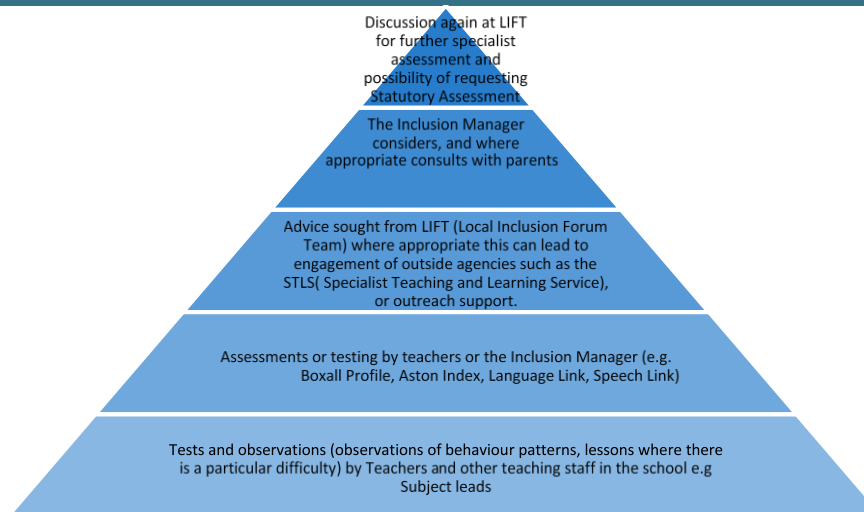 Discussion again at LIFT
for further specialist
assessment and
possibility of requesting
Statutory Assessment
The Inclusion Manager
considers, and where
appropriate consults with parents
Advice sought from LIFT (Local Inclusion Forum
Team) where appropriate this can lead to
engagement of outside agencies such as the
STLS( Specialist Teaching and Learning Service),
or outreach support.
Assessments or testing by teachers or the Inclusion Manager (e.g.
Boxall Profile, Aston Index, Language Link, Speech Link)
Tests and observations (observations of behaviour patterns, lessons where there
is a particular difficulty) by Teachers and other teaching staff in the school e.g
Subject leads